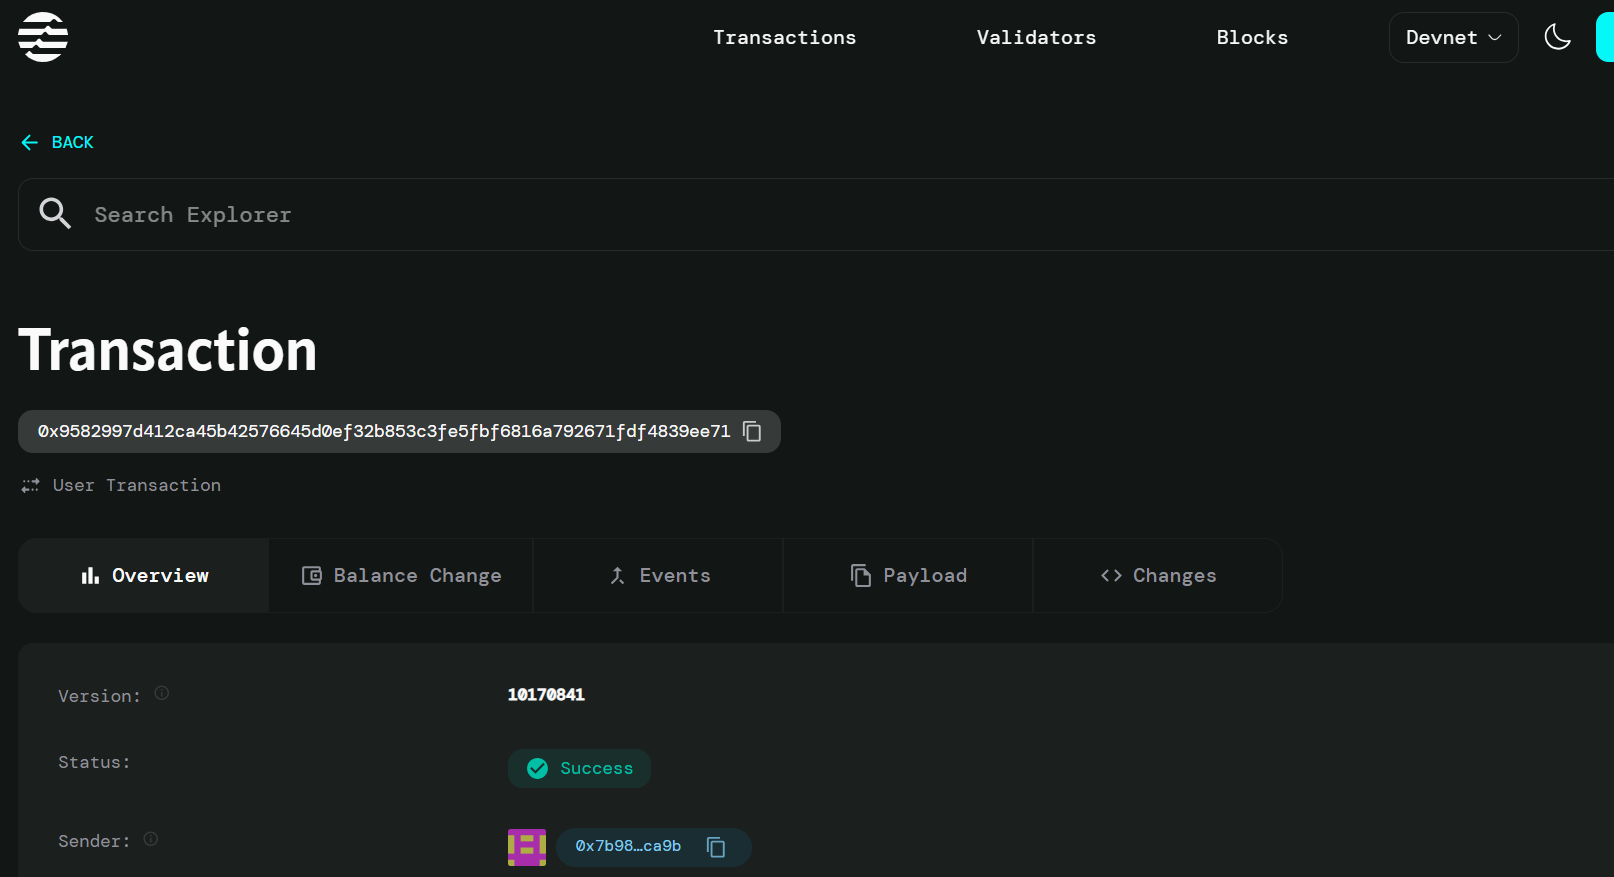 Transactions Validators Blocks Devnet
BACK
Search Explorer
Transaction
0x9582997d412ca45b42576645d0ef32b853c3fe5fbf6816a792671fdf4839ee71
User Transaction
Overview Balance Change Events Payload Changes
Version: 10170841
Status: Success
Sender: 0x7b98…ca9b